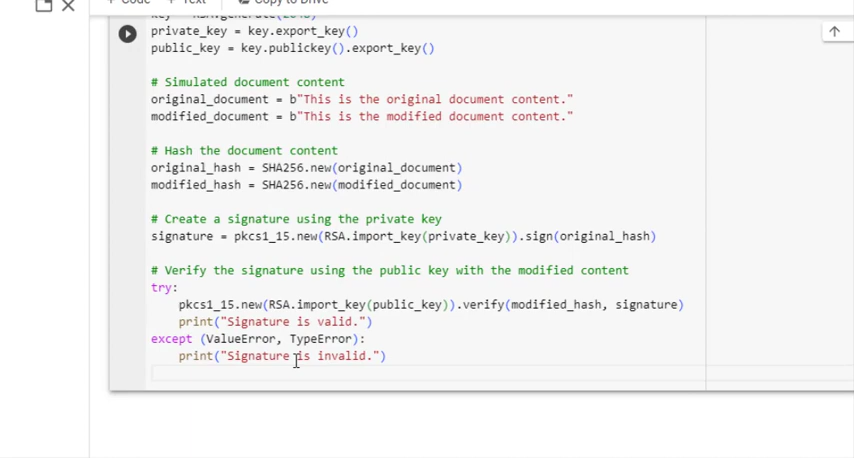 + Code + Text Copy to Drive
key = RSA.generate(2048)
private_key = key.export_key()
public_key = key.publickey().export_key()
# Simulated document content
original_document = b"This is the original document content."
modified_document = b"This is the modified document content."
# Hash the document content
original_hash = SHA256.new(original_document)
modified_hash = SHA256.new(modified_document)
# Create a signature using the private key
signature = pkcs1_15.new(RSA.import_key(private_key)).sign(original_hash)
# Verify the signature using the public key with the modified content
try:
pkcs1_15.new(RSA.import_key(public_key)).verify(modified_hash, signature)
print("Signature is valid.")
except (ValueError, TypeError):
print("Signature is invalid.")